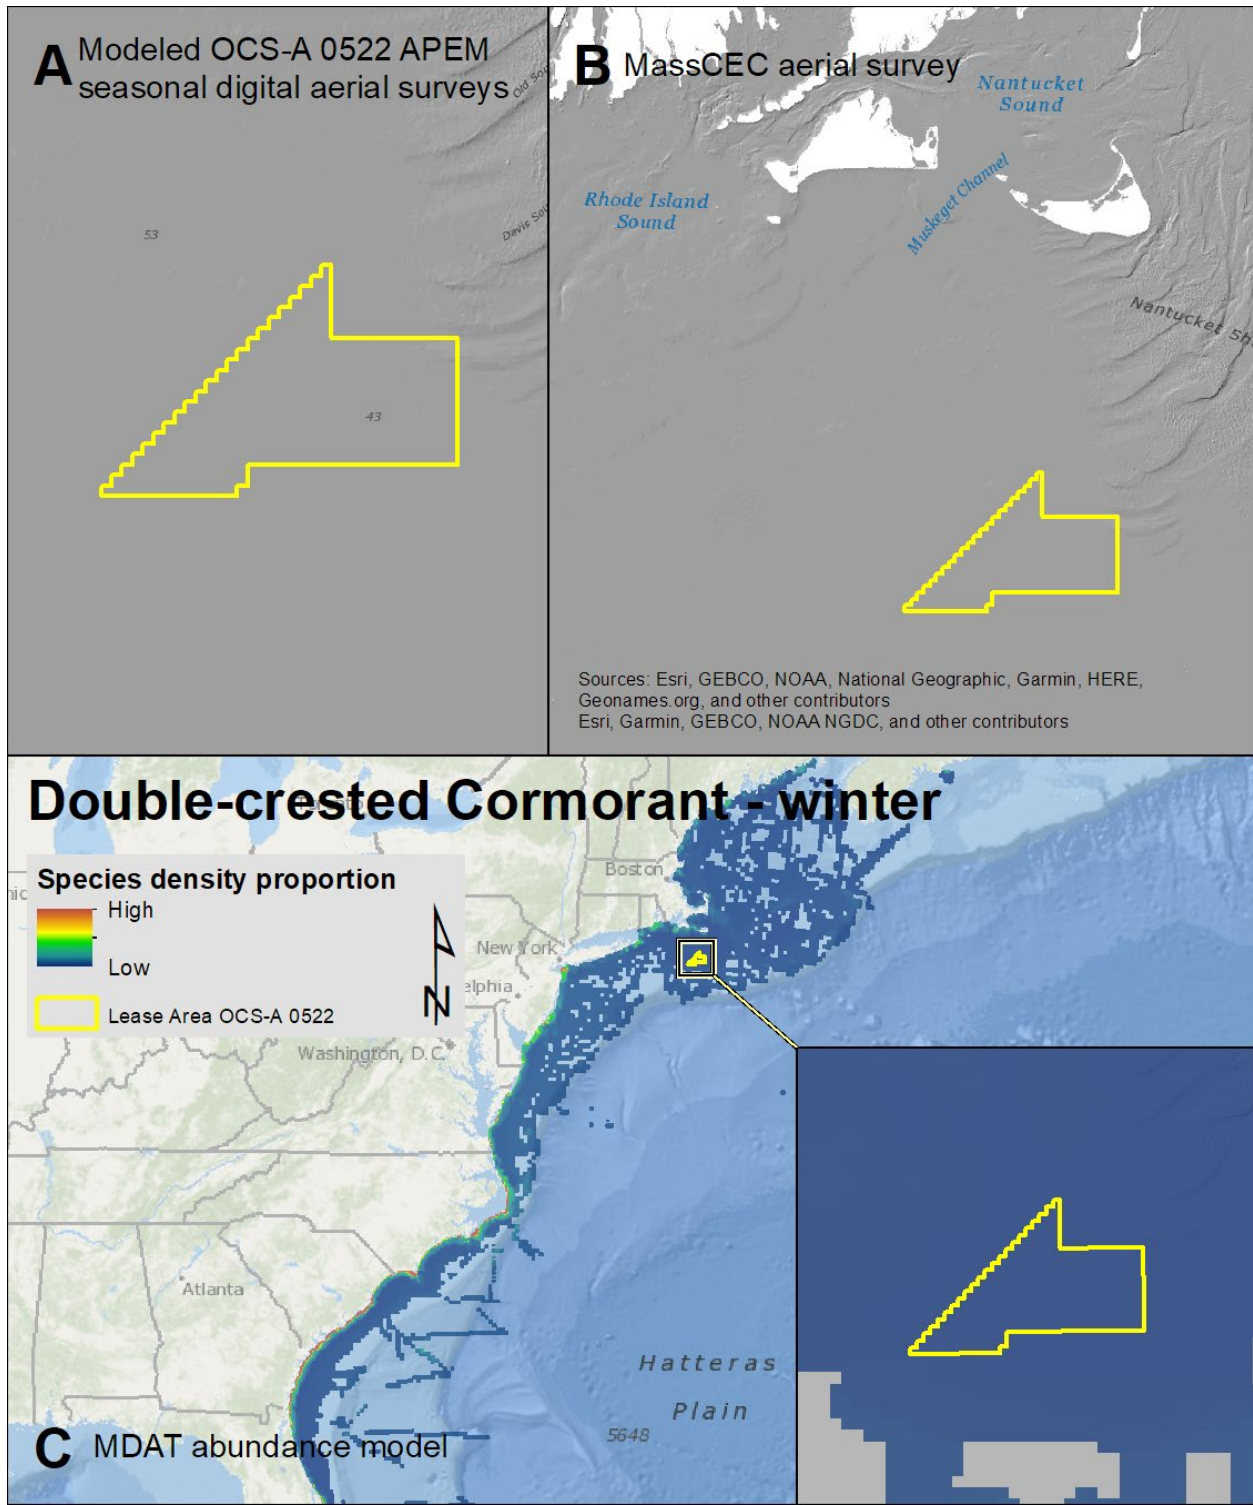 A Modeled OCS-A 0522 APEM
seasonal digital aerial surveys
Old
Davis
53
43
B MassCEC aerial survey
Nantucket
Sound
Rhode Island
Sound
Muskeget Channel
Nantucket
Sources: Esri, GEBCO, NOAA, National Geographic, Garmin, HERE,
Geonames.org, and other contributors
Esri, Garmin, GEBCO, NOAA NGDC, and other contributors
Double-crested Cormorant - winter
Species density proportion
High
Low
Lease Area OCS-A 0522
N
Boston
New York
elphia
Washington, D.C.
Atlanta
Hatteras
Plain
5648
C MDAT abundance model